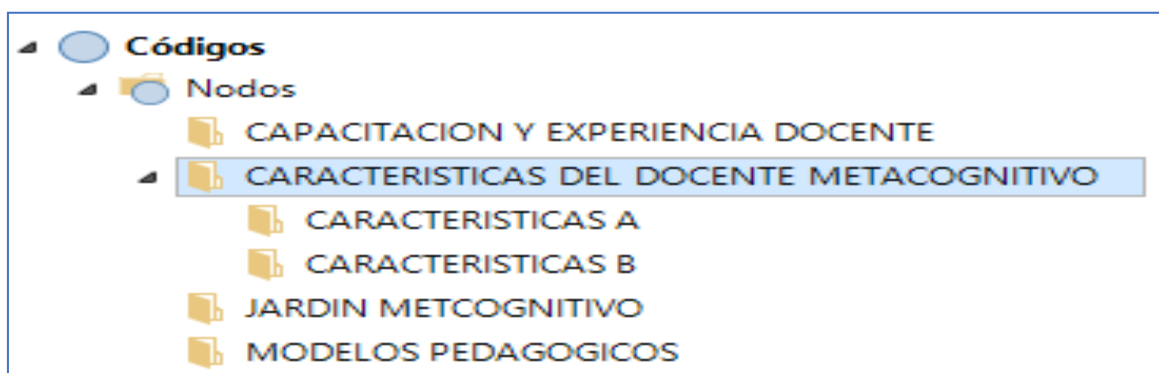 Códigos
Nodos
CAPACITACION Y EXPERIENCIA DOCENTE
CARACTERISTICAS DEL DOCENTE METACOGNITIVO
CARACTERISTICAS A
CARACTERISTICAS B
JARDIN METCOGNITIVO
MODELOS PEDAGOGICOS